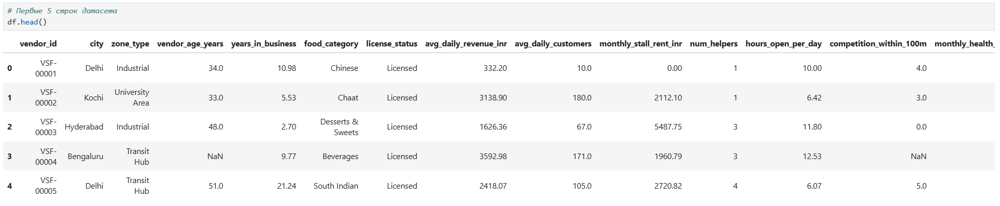 # Первые 5 строк датасета
df.head()
vendor_id city zone_type vendor_age_years years_in_business food_category license_status avg_daily_revenue_inr avg_daily_customers monthly_stall_rent_inr num_helpers hours_open_per_day competition_within_100m monthly_health_
0 VSF-00001 Delhi Industrial 34.0 10.98 Chinese Licensed 332.20 10.0 0.00 1 10.00 4.0
1 VSF-00002 Kochi University Area 33.0 5.53 Chaat Licensed 3138.90 180.0 2112.10 1 6.42 3.0
2 VSF-00003 Hyderabad Industrial 48.0 2.70 Desserts & Sweets Licensed 1626.36 67.0 5487.75 3 11.80 0.0
3 VSF-00004 Bengaluru Transit Hub NaN 9.77 Beverages Licensed 3592.98 171.0 1960.79 3 12.53 NaN
4 VSF-00005 Delhi Transit Hub 51.0 21.24 South Indian Licensed 2418.07 105.0 2720.82 4 6.07 5.0